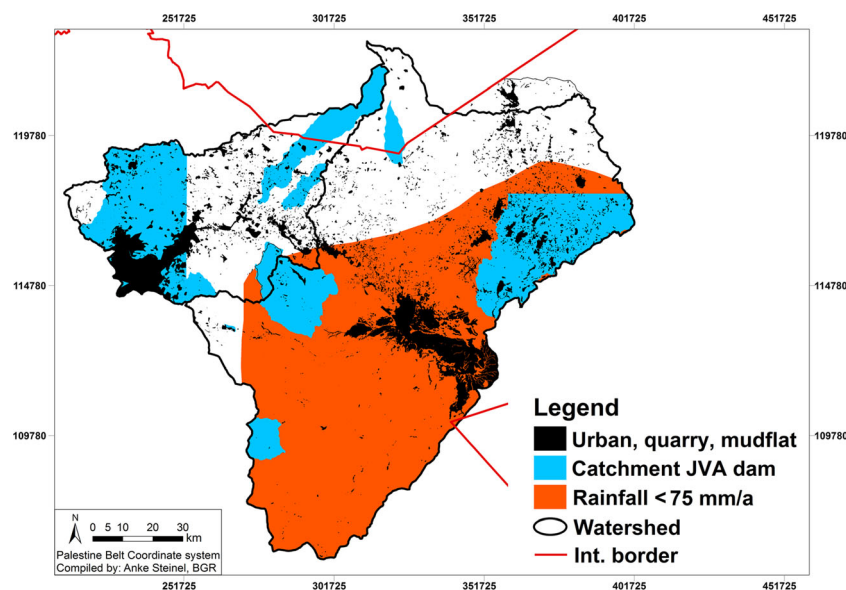 251725 301725 351725 401725 451725
119780 119780
114780 114780
109780 109780
Legend
Urban, quarry, mudflat
Catchment JVA dam
Rainfall <75 mm/a
Watershed
Int. border
N
0 5 10 20 30
km
Palestine Belt Coordinate system
Compiled by: Anke Steinel, BGR
251725 301725 351725 401725 451725